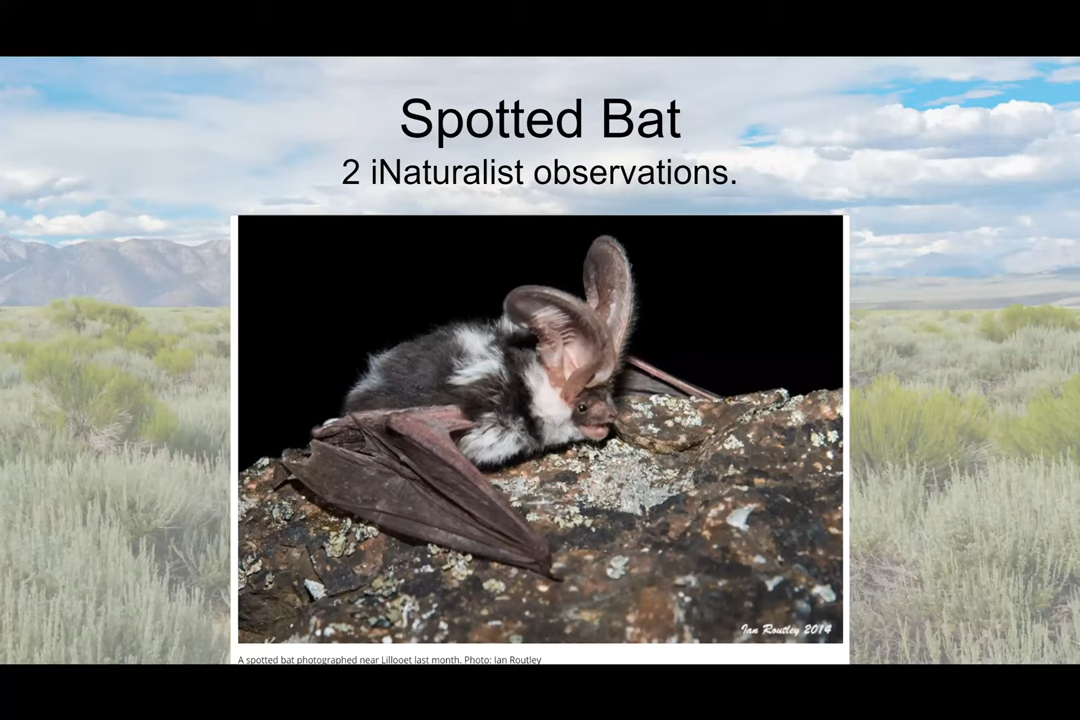 Spotted Bat
2 iNaturalist observations.
Ian Routley 2014
A spotted bat photographed near Lillooet last month. Photo: Ian Routley